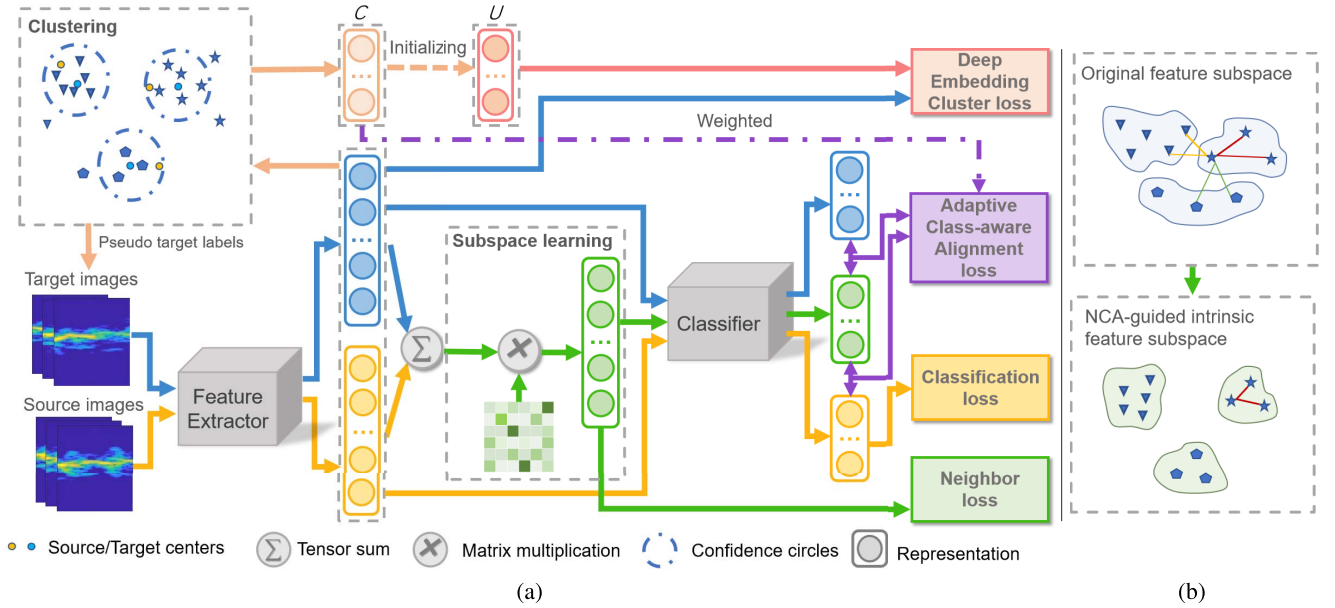 Clustering
C
U
Initializing
Deep
Embedding
Cluster loss
Weighted
Pseudo target labels
Target images
Source images
Feature
Extractor
Subspace learning
Σ
×
Classifier
Adaptive
Class-aware
Alignment
loss
Classification
loss
Neighbor
loss
Source/Target centers
Σ
Tensor sum
×
Matrix multiplication
Confidence circles
Representation
(a)
Original feature subspace
NCA-guided intrinsic
feature subspace
(b)